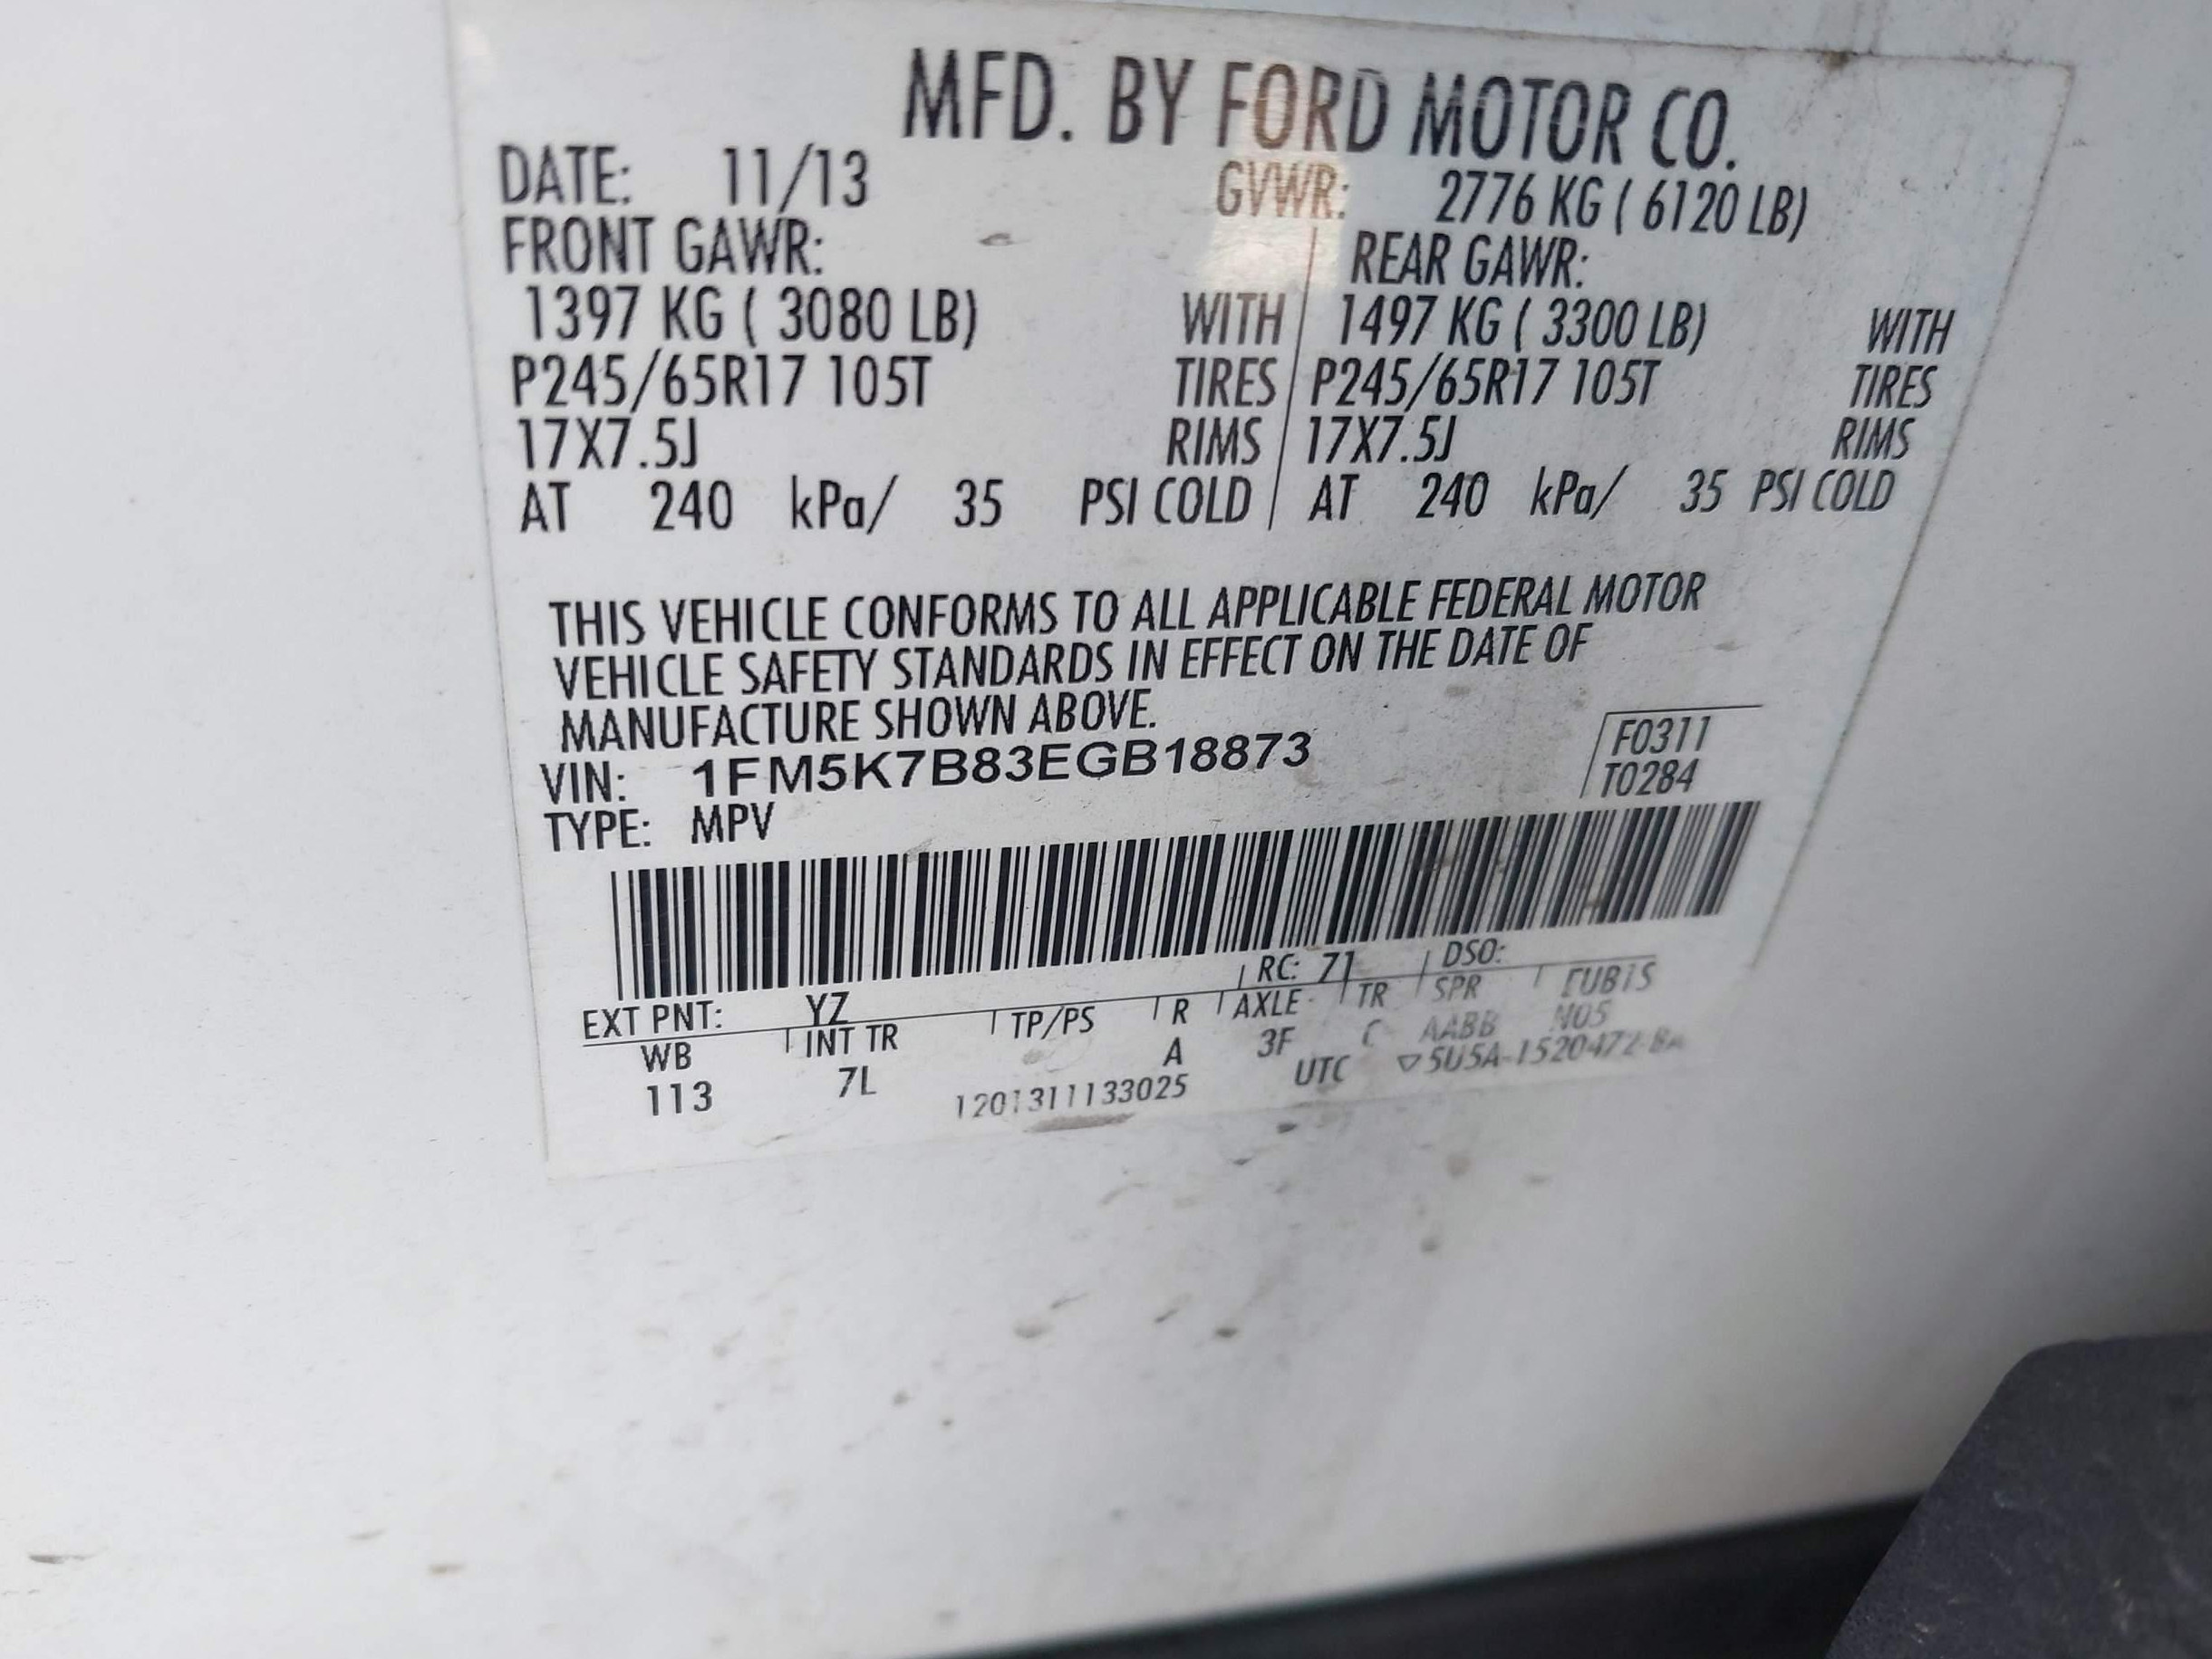 MFD. BY FORD MOTOR CO.
DATE: 11/13 GVWR: 2776 KG ( 6120 LB)
FRONT GAWR: REAR GAWR:
1397 KG ( 3080 LB) WITH 1497 KG ( 3300 LB) WITH
P245/65R17 105T TIRES P245/65R17 105T TIRES
17X7.5J RIMS 17X7.5J RIMS
AT 240 kPa/ 35 PSI COLD AT 240 kPa/ 35 PSI COLD
THIS VEHICLE CONFORMS TO ALL APPLICABLE FEDERAL MOTOR
VEHICLE SAFETY STANDARDS IN EFFECT ON THE DATE OF
MANUFACTURE SHOWN ABOVE.
F0311
VIN: 1FM5K7B83EGB18873
T0284
TYPE: MPV
EXT PNT: YZ RC: 71 DSO:
WB INT TR TP/PS R AXLE TR SPR
113 7L A 3F C AABB N05
1201311133025 UTC